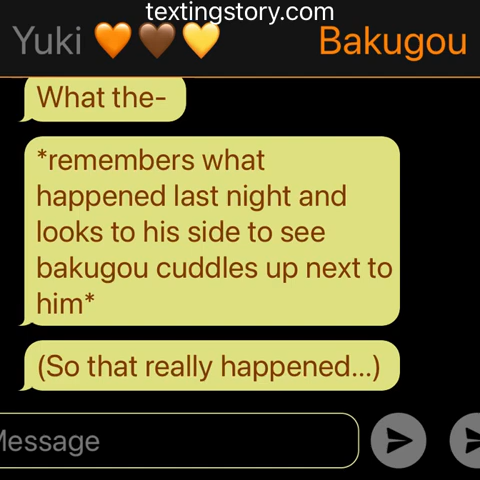 textingstory.com
Yuki 🧡🤎💛 Bakugou
What the-
*remembers what
happened last night and
looks to his side to see
bakugou cuddles up next to
him*
(So that really happened...)
Message